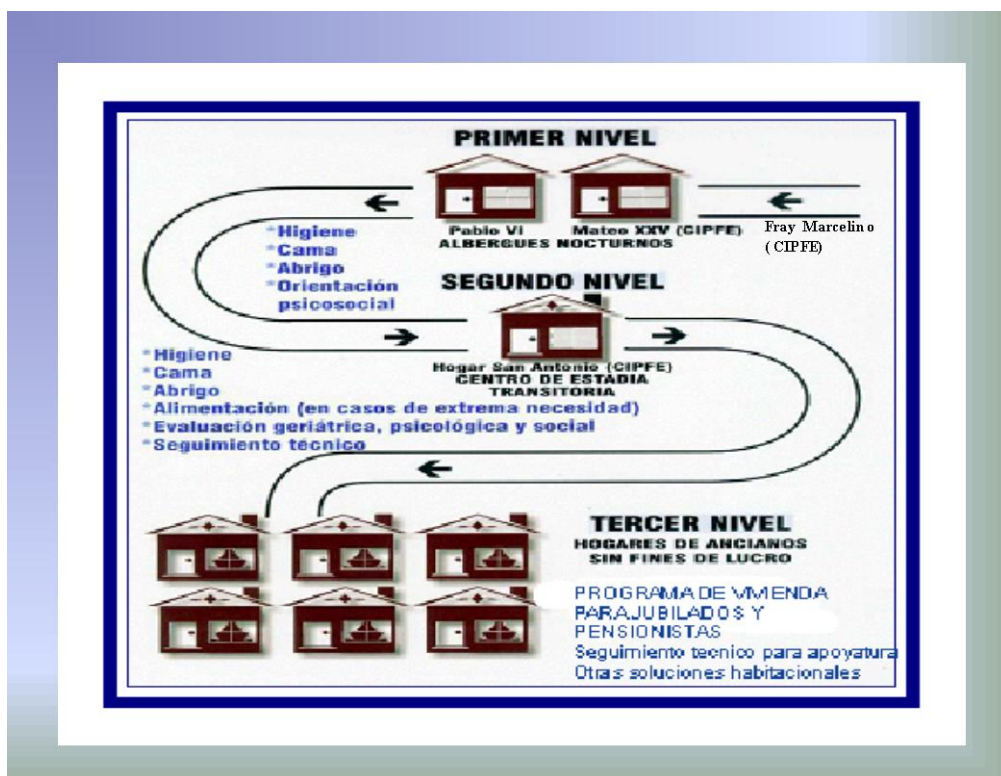 PRIMER NIVEL
Pablo VI
Mateo XXV (CIPFE)
ALBERGUES NOCTURNOS
Fray Marcelino
(CIPFE)
*Higiene
*Cama
*Abrigo
*Orientación
psicosocial
SEGUNDO NIVEL
Hogar San Antonio (CIPFE)
CENTRO DE ESTADIA
TRANSITORIA
*Higiene
*Cama
*Abrigo
*Alimentación (en casos de extrema necesidad)
*Evaluación geriátrica, psicológica y social
*Seguimiento técnico
TERCER NIVEL
HOGARES DE ANCIANOS
SIN FINES DE LUCRO
PROGRAMA DE VIVIENDA
PARA JUBILADOS Y
PENSIONISTAS
Seguimiento tecnico para apoyatura
Otras soluciones habitacionales